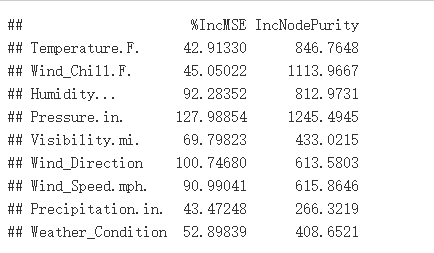 ##                    %IncMSE IncNodePurity
## Temperature.F.    42.91330      846.7648
## Wind_Chill.F.     45.05022     1113.9667
## Humidity...       92.28352      812.9731
## Pressure.in.     127.98854     1245.4945
## Visibility.mi.    69.79823      433.0215
## Wind_Direction   100.74680      613.5803
## Wind_Speed.mph.   90.99041      615.8646
## Precipitation.in. 43.47248      266.3219
## Weather_Condition 52.89839      408.6521